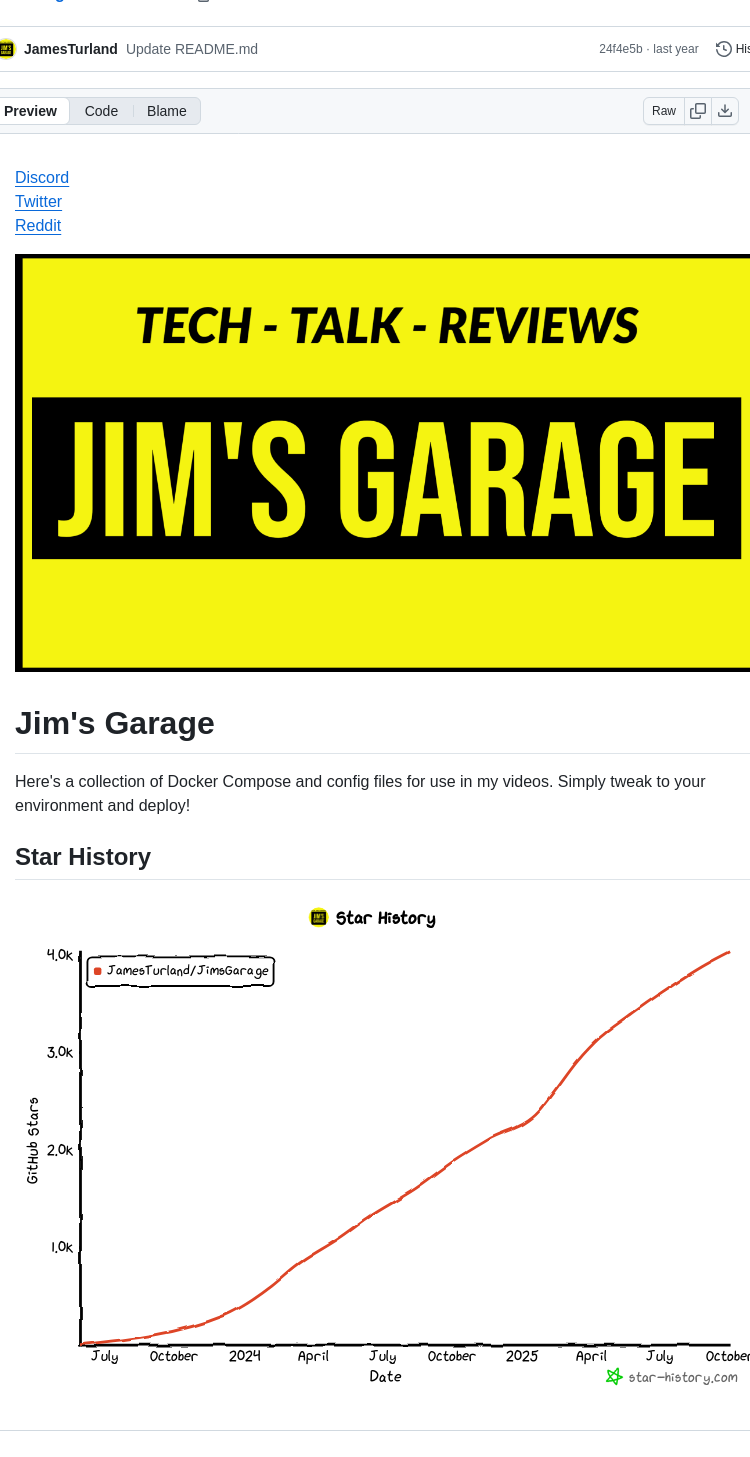 JamesTurland Update README.md 24f4e5b · last year His
Preview Code Blame Raw
Discord
Twitter
Reddit
TECH - TALK - REVIEWS
JIM'S GARAGE
Jim's Garage
Here's a collection of Docker Compose and config files for use in my videos. Simply tweak to your
environment and deploy!
Star History
Star History
JamesTurland/JimsGarage
4.0K
3.0K
2.0K
1.0K
GitHub Stars
July October 2024 April July October 2025 April July October
Date
star-history.com